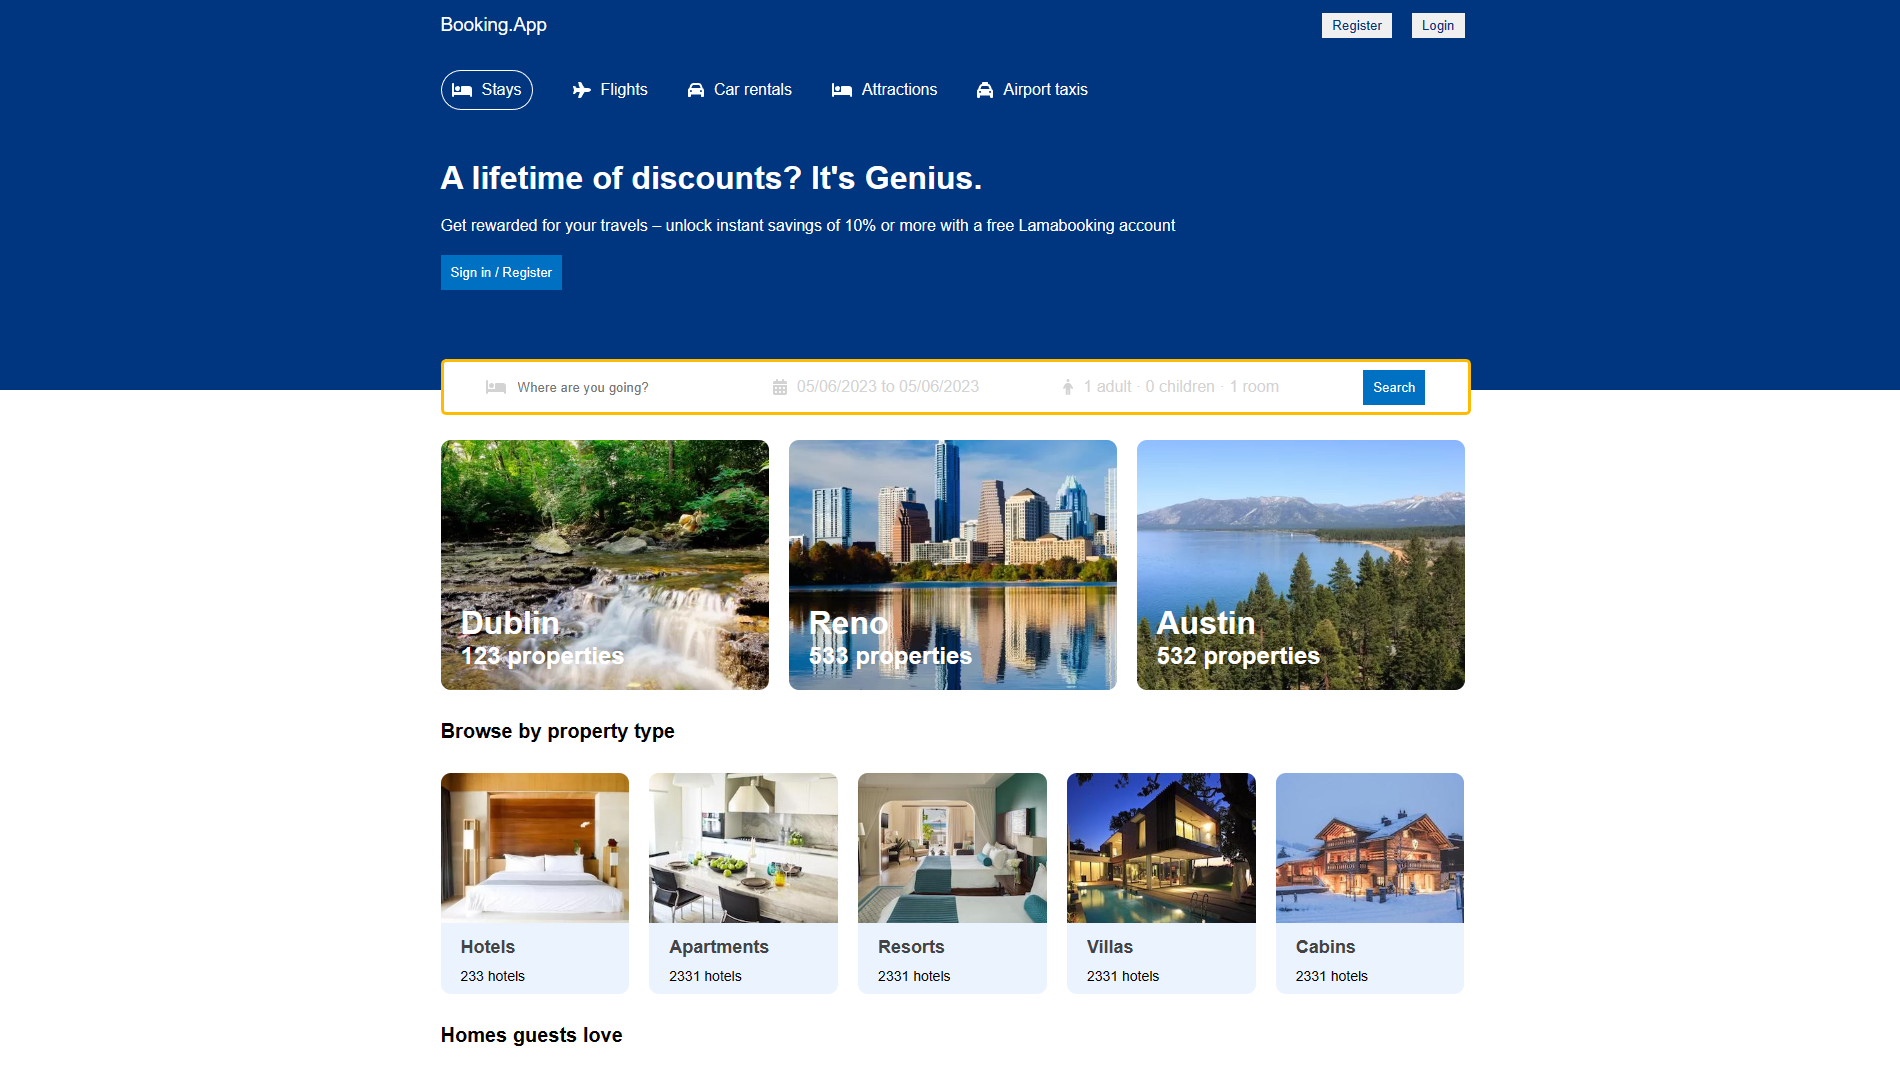 Booking.App
Register
Login
Stays
Flights
Car rentals
Attractions
Airport taxis
A lifetime of discounts? It's Genius.
Get rewarded for your travels – unlock instant savings of 10% or more with a free Lamabooking account
Sign in / Register
Where are you going?
05/06/2023 to 05/06/2023
1 adult · 0 children · 1 room
Search
Dublin
123 properties
Reno
533 properties
Austin
532 properties
Browse by property type
Hotels
233 hotels
Apartments
2331 hotels
Resorts
2331 hotels
Villas
2331 hotels
Cabins
2331 hotels
Homes guests love